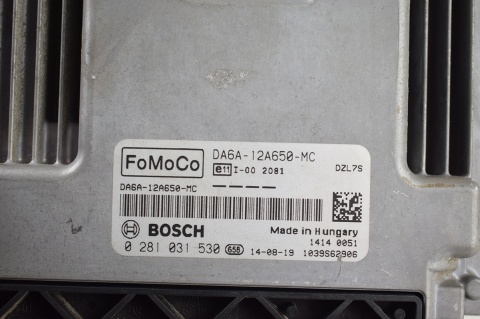 FoMoCo DA6A-12A650-MC
e11 I-00 2081 DZL7S
DA6A-12A650-MC
BOSCH Made in Hungary
1414 0051
0 281 031 530 656 14-08-19 1039S62906